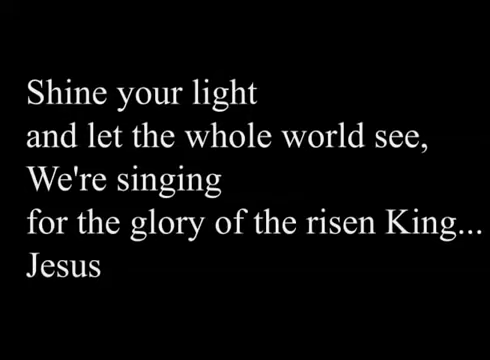 Shine your light
and let the whole world see,
We're singing
for the glory of the risen King...
Jesus